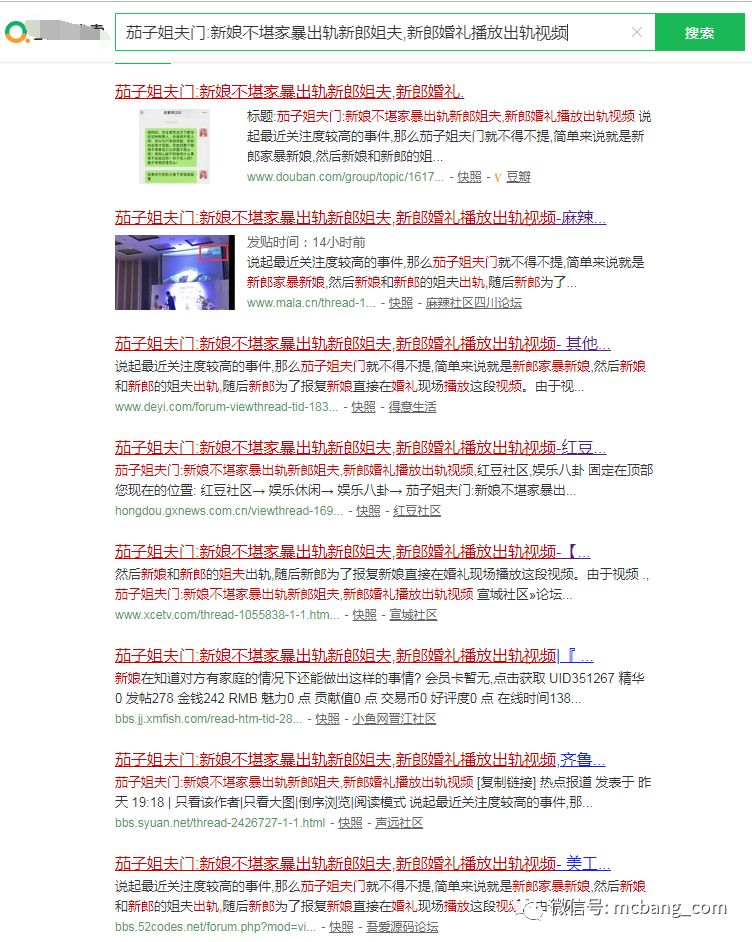 茄子姐夫门:新娘不堪家暴出轨新郎姐夫,新郎婚礼播放出轨视频
搜索
茄子姐夫门:新娘不堪家暴出轨新郎姐夫,新郎婚礼.
标题:茄子姐夫门:新娘不堪家暴出轨新郎姐夫,新郎婚礼播放出轨视频 说
起最近关注度较高的事件,那么茄子姐夫门就不得不提,简单来说就是新
郎家暴新娘,然后新娘和新郎的姐...
www.douban.com/group/topic/1617... - 快照 - V 豆瓣
茄子姐夫门:新娘不堪家暴出轨新郎姐夫,新郎婚礼播放出轨视频-麻辣...
发贴时间：14小时前
说起最近关注度较高的事件,那么茄子姐夫门就不得不提,简单来说就是
新郎家暴新娘,然后新娘和新郎的姐夫出轨,随后新郎为了...
www.mala.cn/thread-1... - 快照 - 麻辣社区四川论坛
茄子姐夫门:新娘不堪家暴出轨新郎姐夫,新郎婚礼播放出轨视频- 其他...
说起最近关注度较高的事件,那么茄子姐夫门就不得不提,简单来说就是新郎家暴新娘,然后新娘
和新郎的姐夫出轨,随后新郎为了报复新娘直接在婚礼现场播放这段视频。由于视...
www.deyi.com/forum-viewthread-tid-183... - 快照 - 得意生活
茄子姐夫门:新娘不堪家暴出轨新郎姐夫,新郎婚礼播放出轨视频-红豆...
茄子姐夫门:新娘不堪家暴出轨新郎姐夫,新郎婚礼播放出轨视频,红豆社区,娱乐八卦 固定在顶部
您现在的位置: 红豆社区→ 娱乐休闲→ 娱乐八卦→ 茄子姐夫门:新娘不堪家暴出...
hongdou.gxnews.com.cn/viewthread-169... - 快照 - 红豆社区
茄子姐夫门:新娘不堪家暴出轨新郎姐夫,新郎婚礼播放出轨视频-【...
然后新娘和新郎的姐夫出轨,随后新郎为了报复新娘直接在婚礼现场播放这段视频。由于视频 .,
茄子姐夫门:新娘不堪家暴出轨新郎姐夫,新郎婚礼播放出轨视频 宣城社区»论坛...
www.xcetv.com/thread-1055838-1-1.htm... - 快照 - 宣城社区
茄子姐夫门:新娘不堪家暴出轨新郎姐夫,新郎婚礼播放出轨视频|『 ...
新娘在知道对方有家庭的情况下还能做出这样的事情? 会员卡暂无,点击获取 UID351267 精华
0 发帖278 金钱242 RMB 魅力0 点 贡献值0 点 交易币0 好评度0 点 在线时间138...
bbs.jj.xmfish.com/read-htm-tid-28... - 快照 - 小鱼网晋江社区
茄子姐夫门:新娘不堪家暴出轨新郎姐夫,新郎婚礼播放出轨视频,齐鲁...
茄子姐夫门:新娘不堪家暴出轨新郎姐夫,新郎婚礼播放出轨视频 [复制链接] 热点报道 发表于 昨
天 19:18 | 只看该作者|只看大图|倒序浏览|阅读模式 说起最近关注度较高的事件,那...
bbs.syuan.net/thread-2426727-1-1.html - 快照 - 声远社区
茄子姐夫门:新娘不堪家暴出轨新郎姐夫,新郎婚礼播放出轨视频- 美工...
说起最近关注度较高的事件,那么茄子姐夫门就不得不提,简单来说就是新郎家暴新娘,然后新娘
和新郎的姐夫出轨,随后新郎为了报复新娘直接在婚礼现场播放这段视
微信号: mcbang_com
bbs.52codes.net/forum.php?mod=vi... - 快照 - 吾爱源码论坛